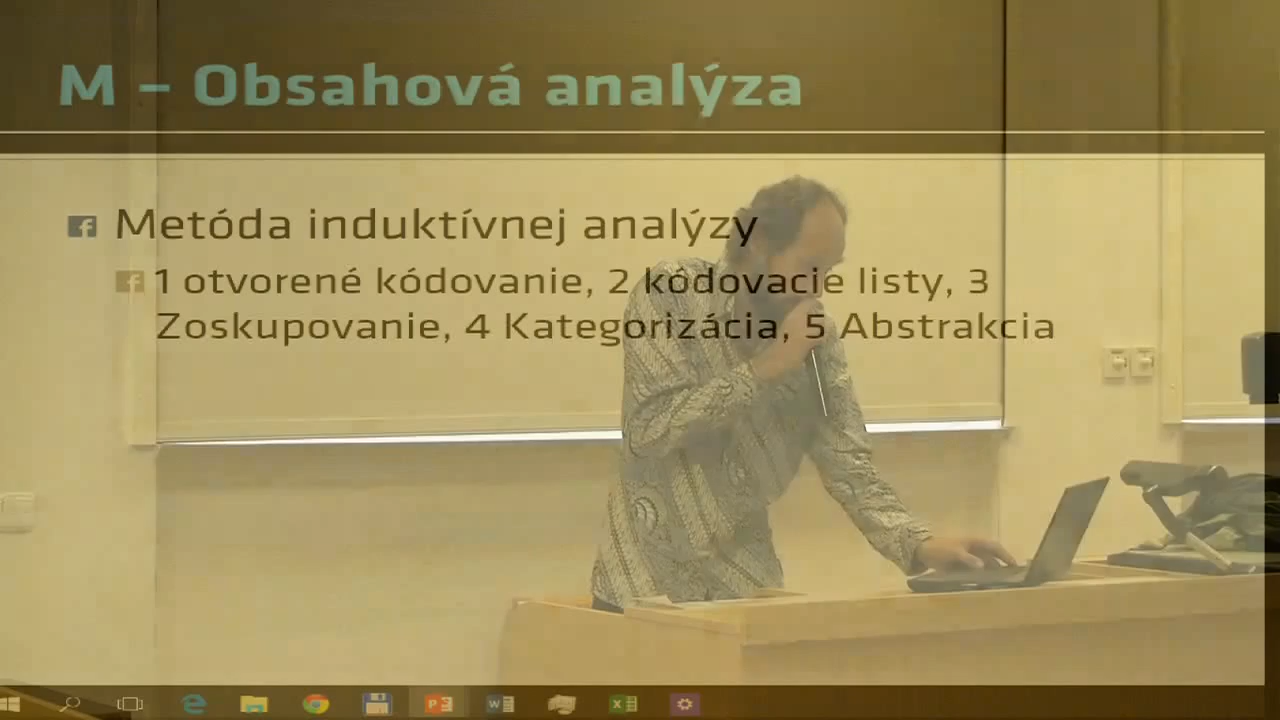 M – Obsahová analýza
Metóda induktívnej analýzy
1 otvorené kódovanie, 2 kódovacie listy, 3
Zoskupovanie, 4 Kategorizácia, 5 Abstrakcia